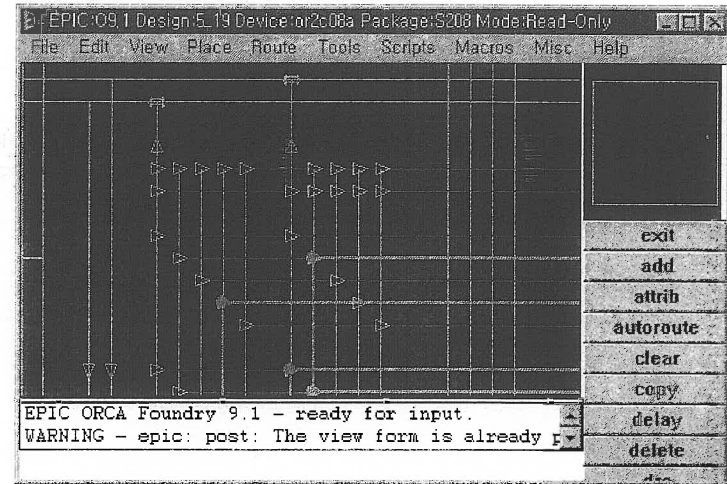 EPIC:O9.1 Design:5_19 Device:or2c08a Package:S208 Mode:Read-Only
File Edit View Place Route Tools Scripts Macros Misc Help
exit
add
attrib
autoroute
clear
copy
delay
delete
EPIC ORCA Foundry 9.1 - ready for input.
WARNING - epic: post: The view form is already